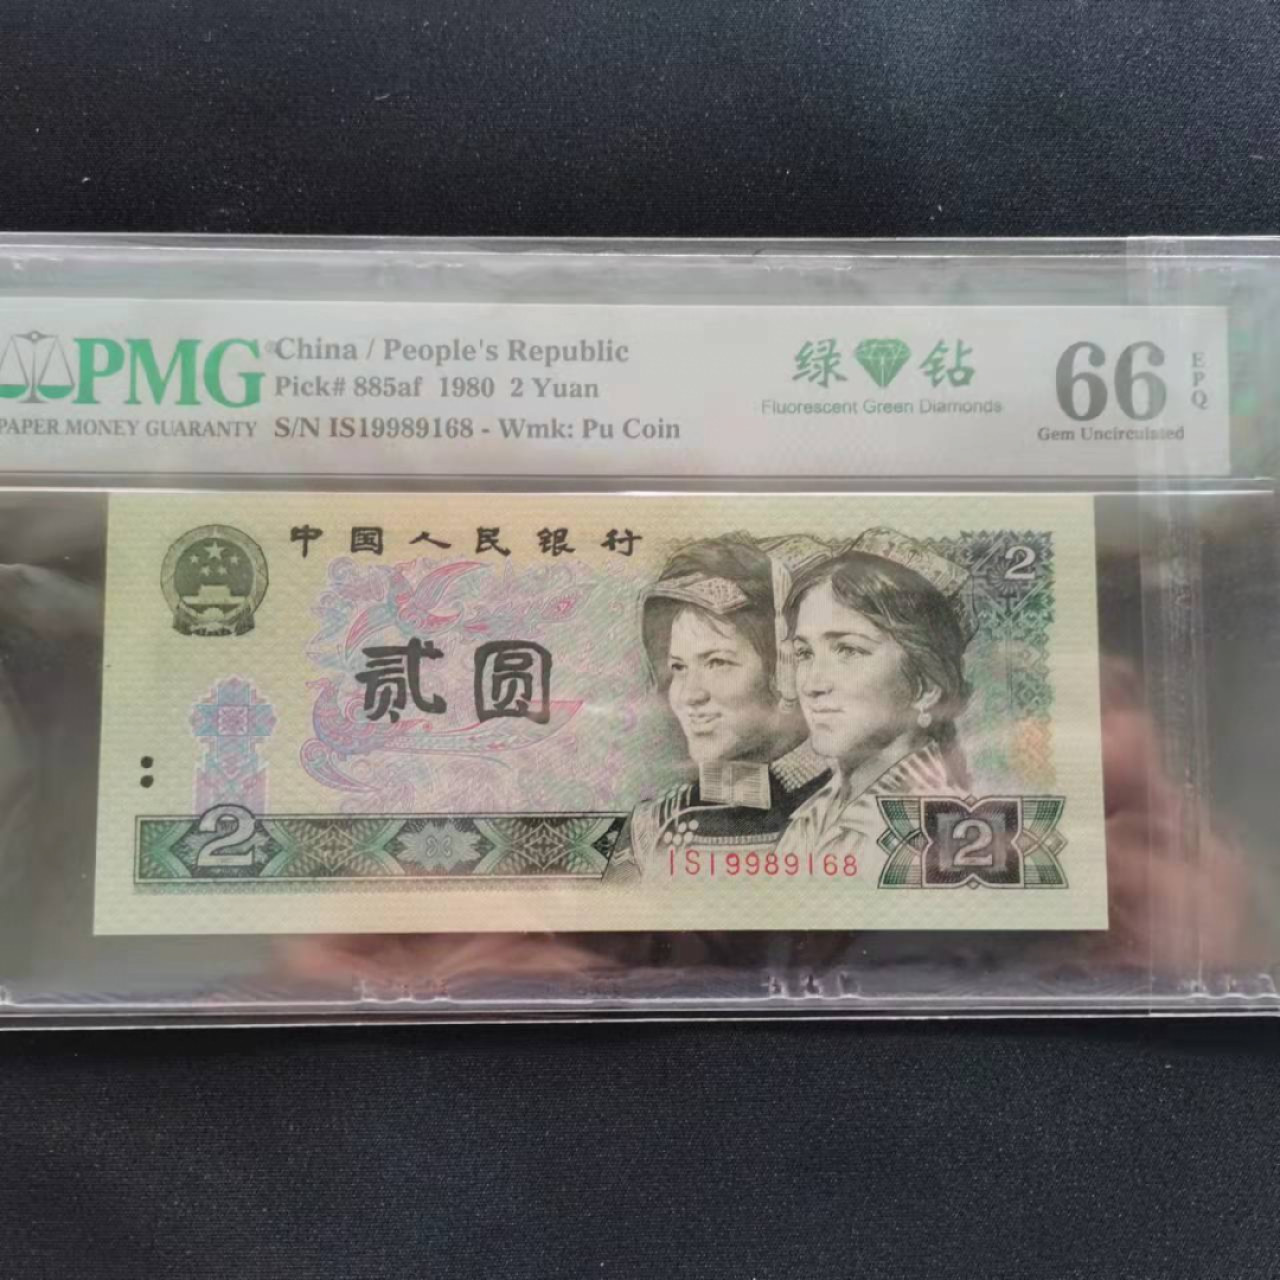 PMG
PAPER MONEY GUARANTY
China / People's Republic
Pick# 885af 1980 2 Yuan
S/N IS19989168 - Wmk: Pu Coin
绿 钻
Fluorescent Green Diamonds
66 EPQ
Gem Uncirculated
中国人民银行
2
贰圆
2
2
IS19989168